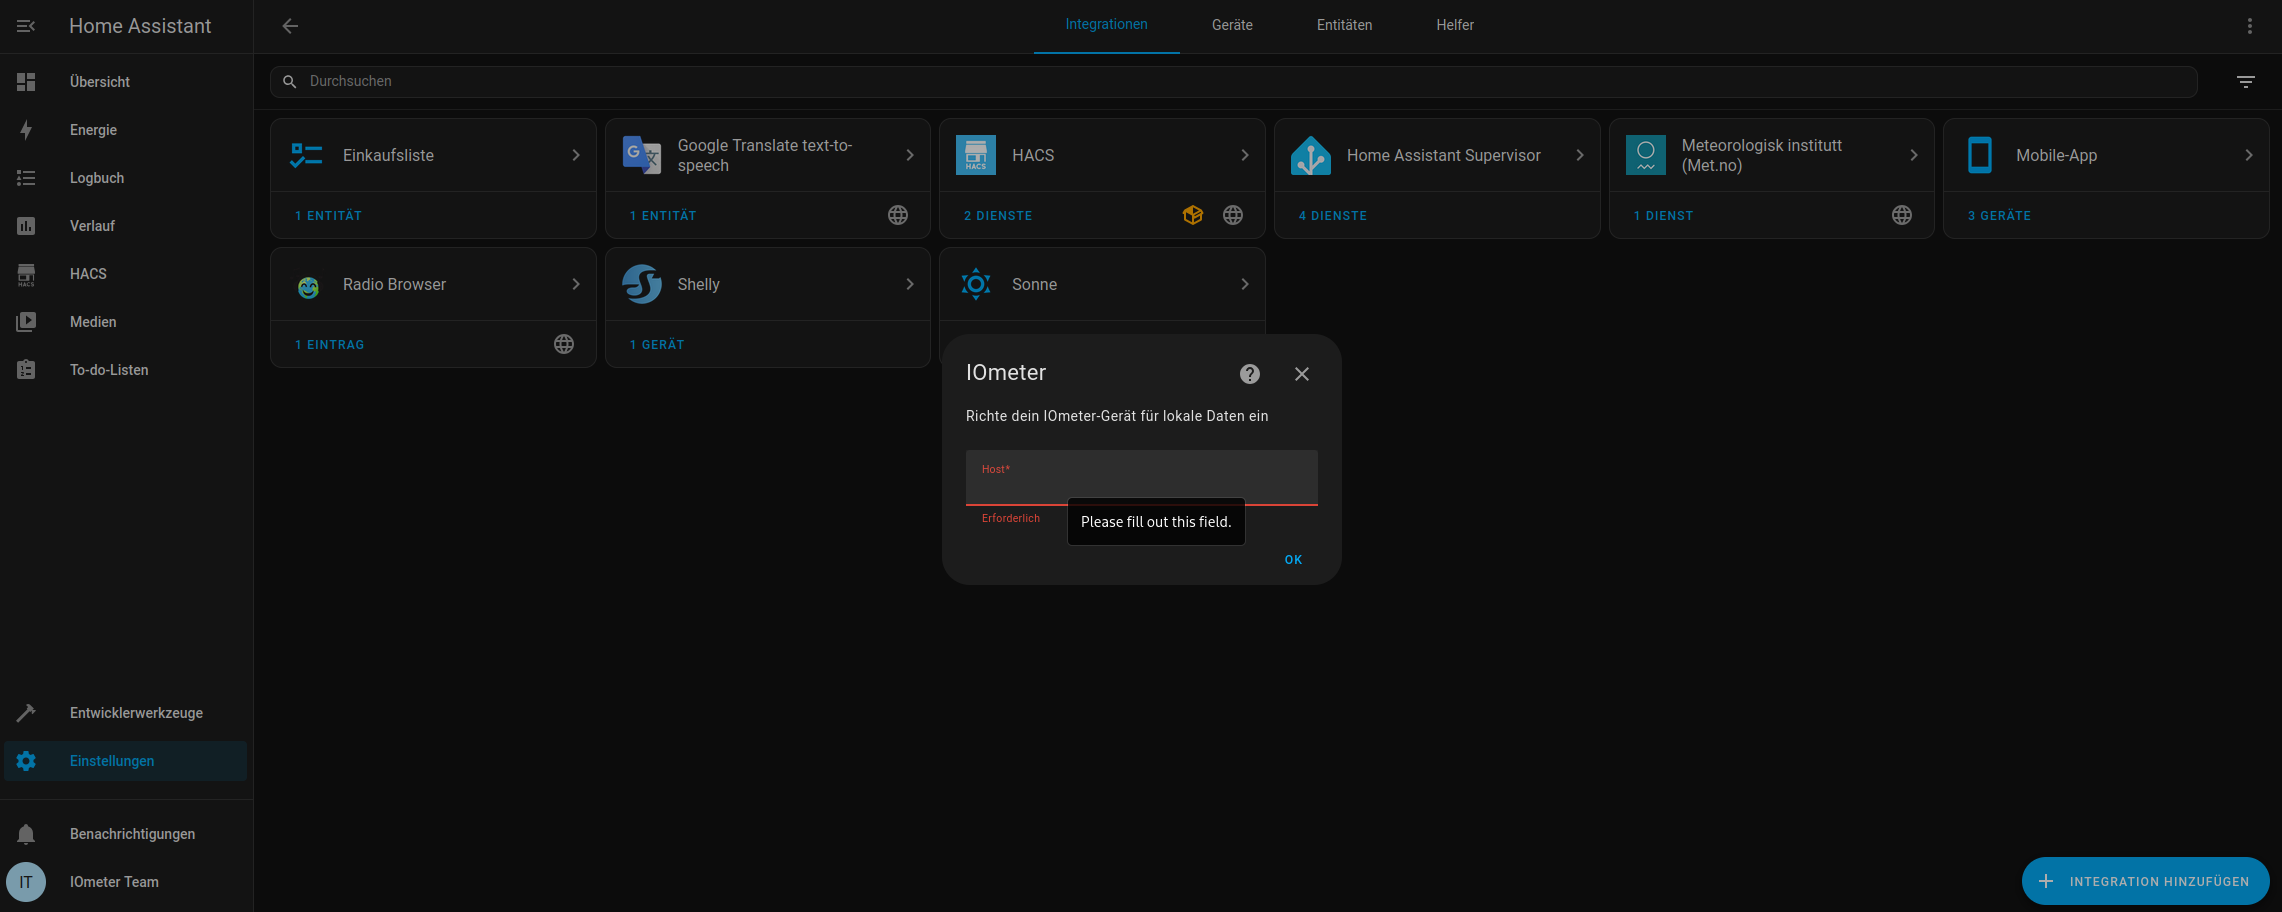 Home Assistant
Integrationen
Geräte
Entitäten
Helfer
Durchsuchen
Übersicht
Energie
Logbuch
Verlauf
HACS
HACS
Medien
To-do-Listen
Entwicklerwerkzeuge
Einstellungen
Benachrichtigungen
IT
IOmeter Team
Einkaufsliste
1 ENTITÄT
G
Google Translate text-to-
speech
1 ENTITÄT
HACS
HACS
2 DIENSTE
Home Assistant Supervisor
4 DIENSTE
Meteorologisk institutt
(Met.no)
1 DIENST
Mobile-App
3 GERÄTE
Radio Browser
1 EINTRAG
Shelly
1 GERÄT
Sonne
IOmeter
Richte dein IOmeter-Gerät für lokale Daten ein
Host*
Erforderlich
Please fill out this field.
OK
INTEGRATION HINZUFÜGEN